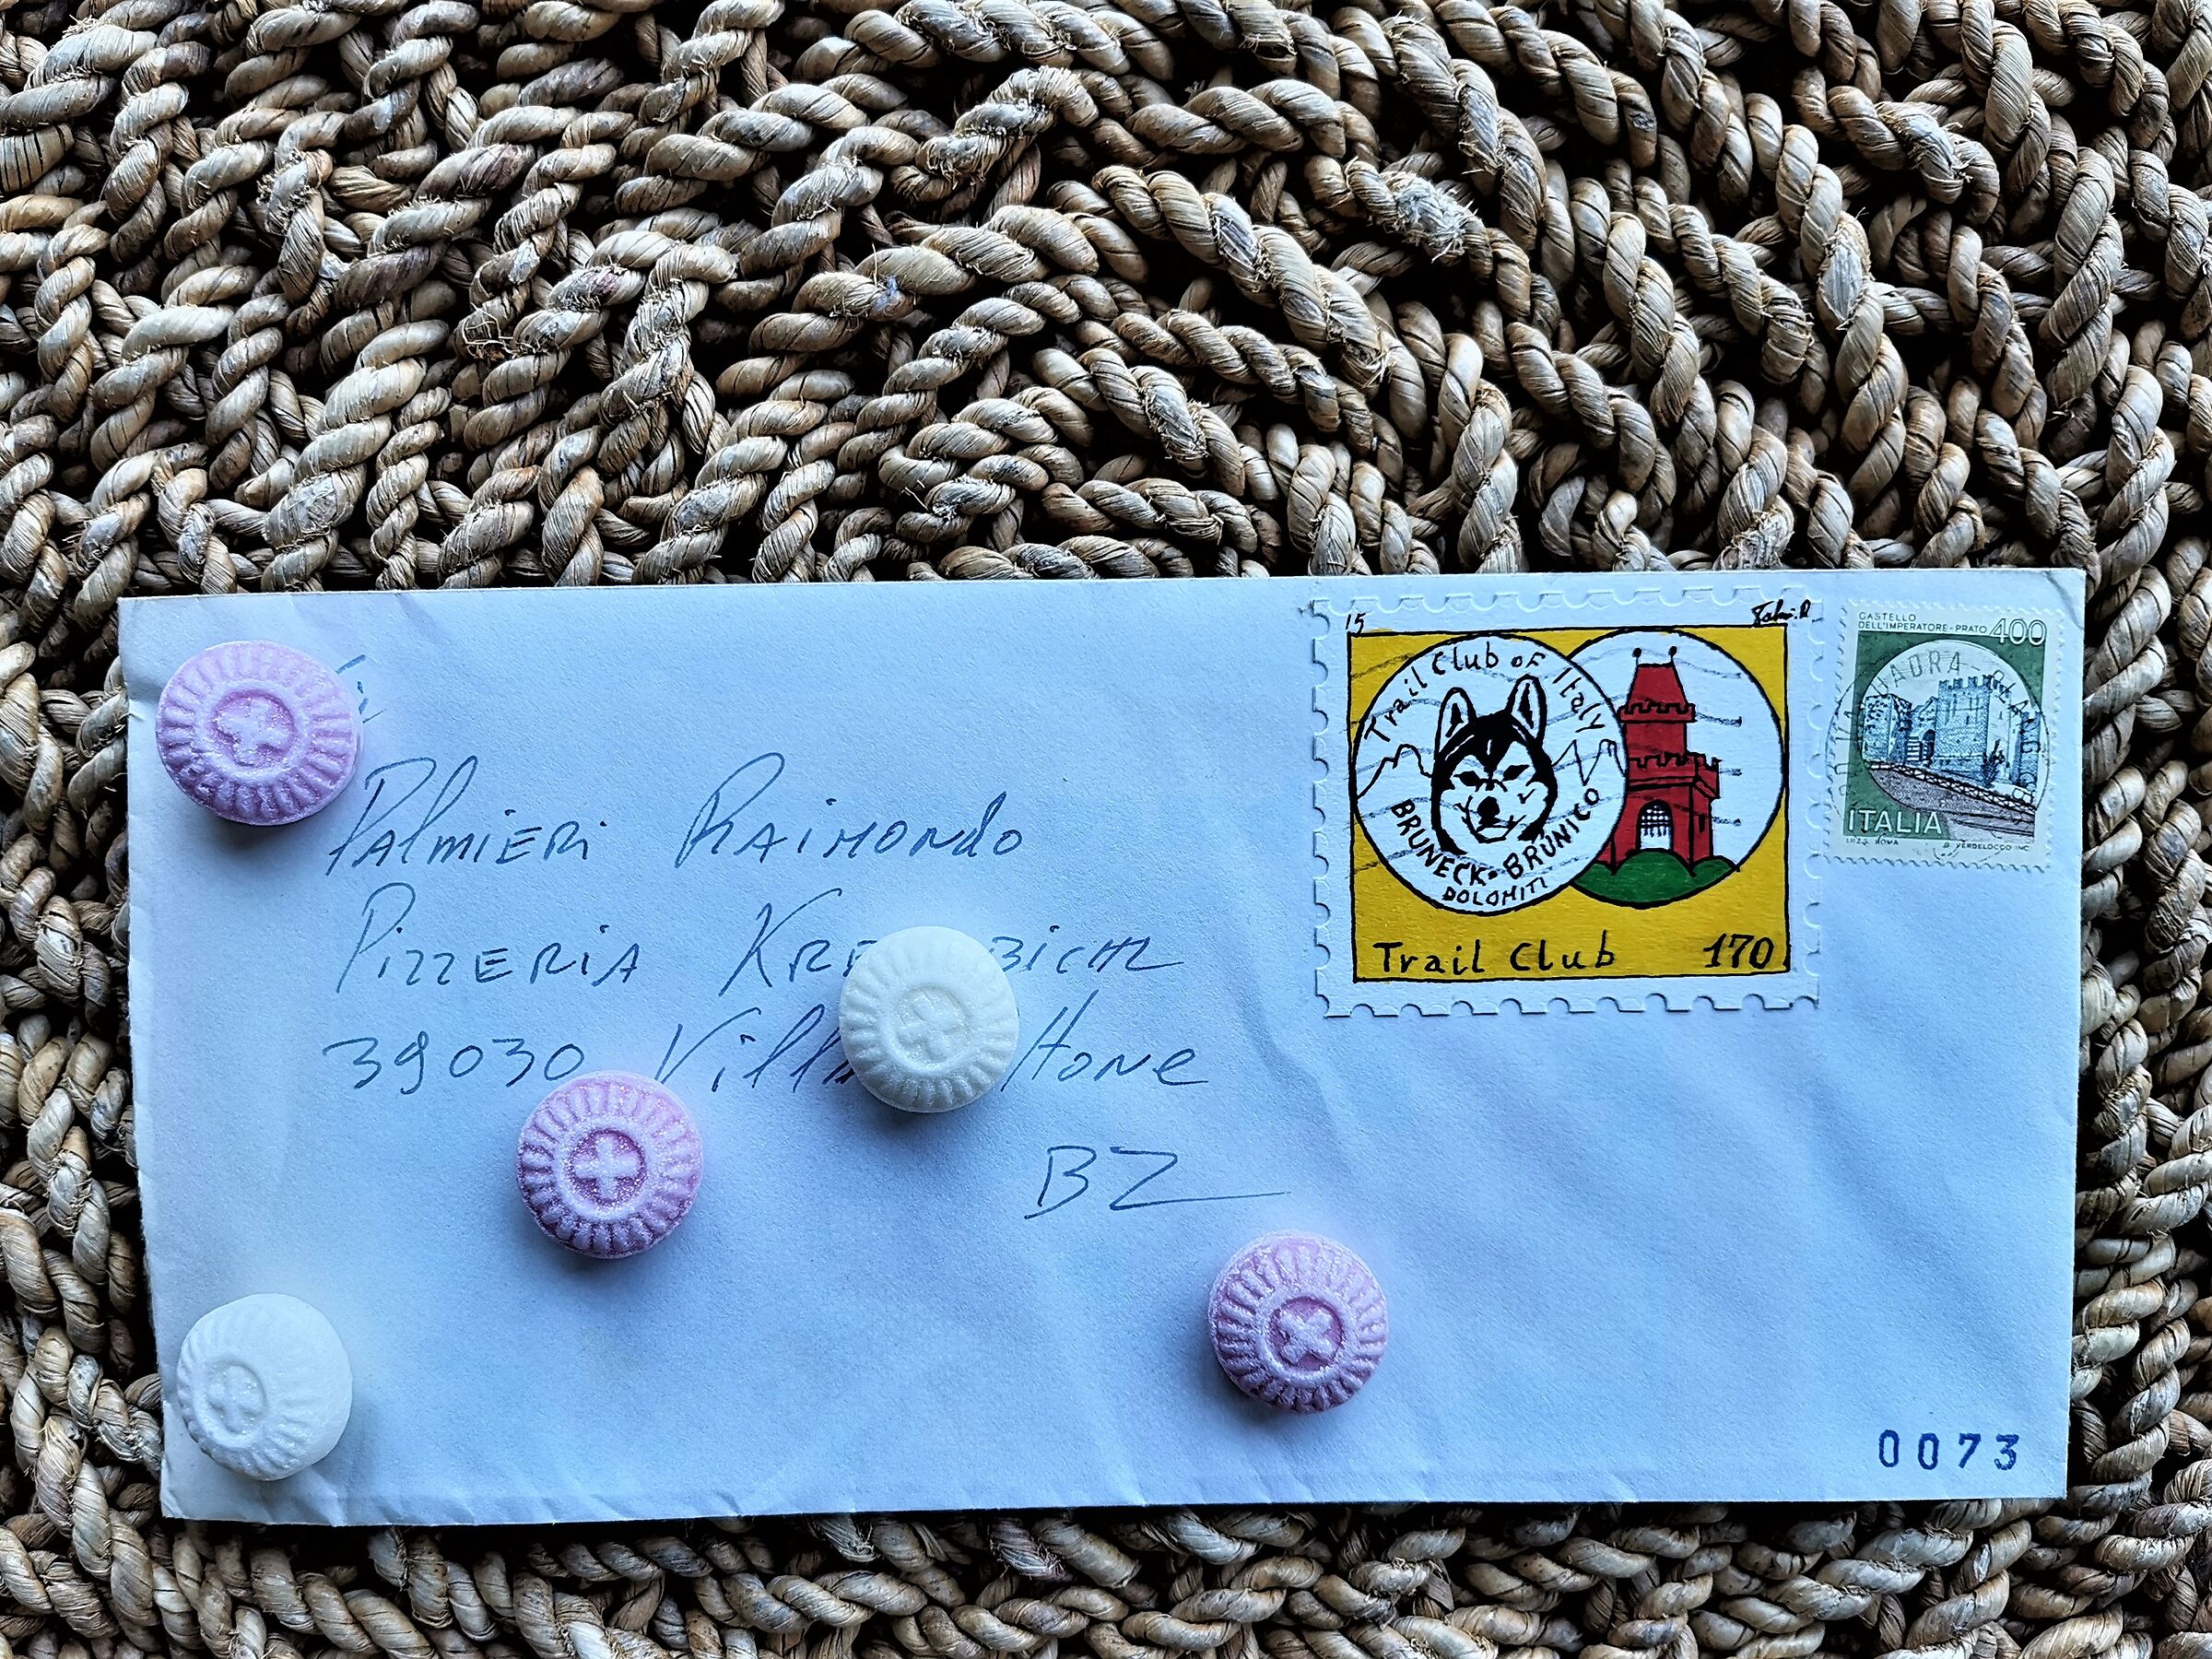 Palmieri Raimondo
Pizzeria
39030
BZ
15
Trail Club of Italy
BRUNECK-BRUNICO
DOLOMITI
Trail Club 170
CASTELLO
DELL'IMPERATORE-PRATO 400
ITALIA
I.P.Z.S. ROMA
0073